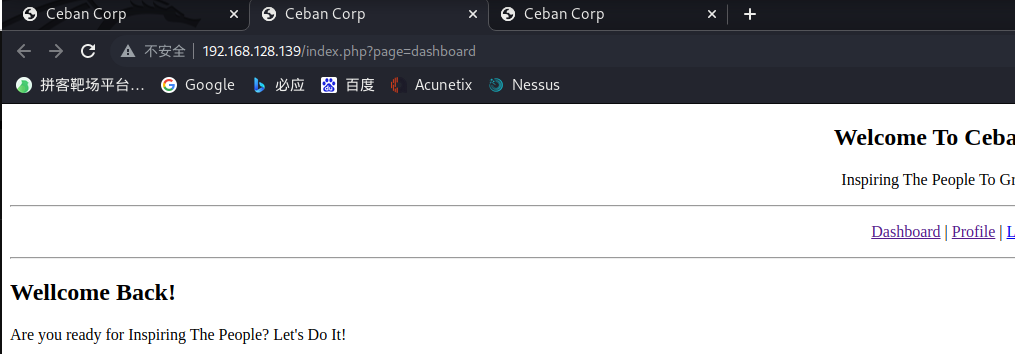 Ceban Corp Ceban Corp Ceban Corp
不安全 192.168.128.139/index.php?page=dashboard
拼客靶场平台… Google 必应 百度 Acunetix Nessus
Welcome To Ceba
Inspiring The People To Gr
Dashboard | Profile | L
Wellcome Back!
Are you ready for Inspiring The People? Let's Do It!